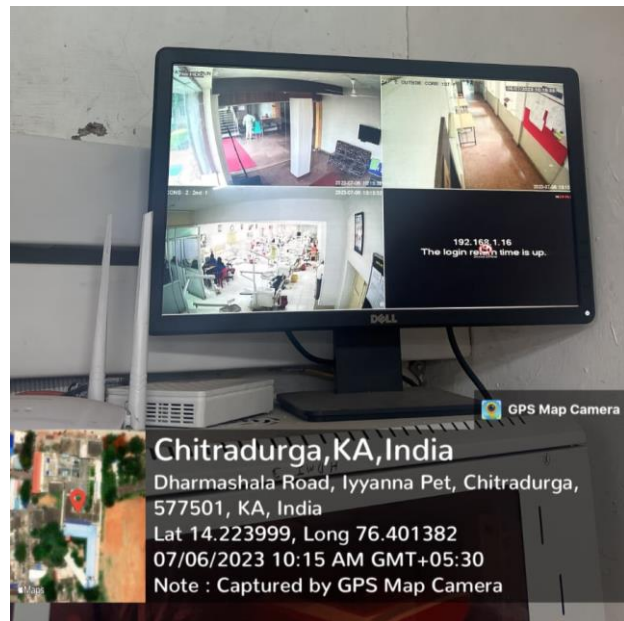 192.168.1.16
The login return time is up.
DELL
GPS Map Camera
Chitradurga,KA,India
Dharmashala Road, Iyyanna Pet, Chitradurga,
577501, KA, India
Lat 14.223999, Long 76.401382
07/06/2023 10:15 AM GMT+05:30
Note : Captured by GPS Map Camera
Maps